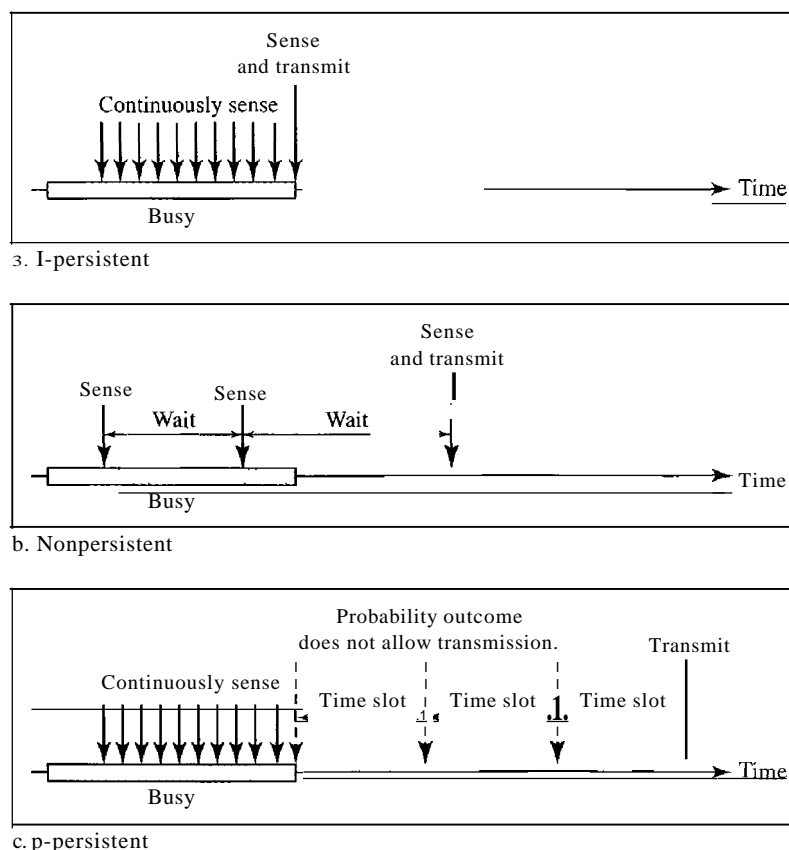 Sense
and transmit
Continuously sense
Time
Busy
3. I-persistent
Sense
and transmit
Sense
Sense
Wait
Wait
Time
Busy
b. Nonpersistent
Probability outcome
does not allow transmission.
Transmit
Continuously sense
Time slot
Time slot
Time slot
Time
Busy
c. p-persistent